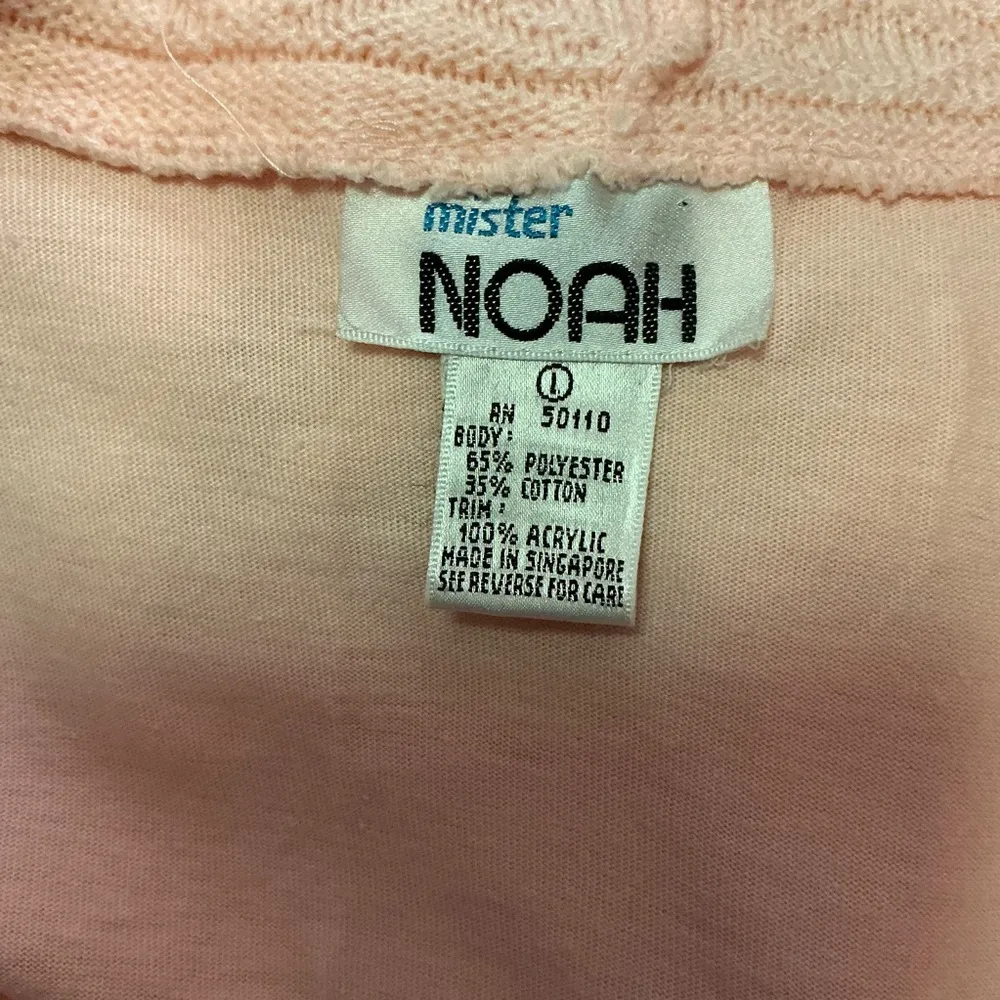 mister
NOAH
L
RN 50110
BODY:
65% POLYESTER
35% COTTON
TRIM:
100% ACRYLIC
MADE IN SINGAPORE
SEE REVERSE FOR CARE